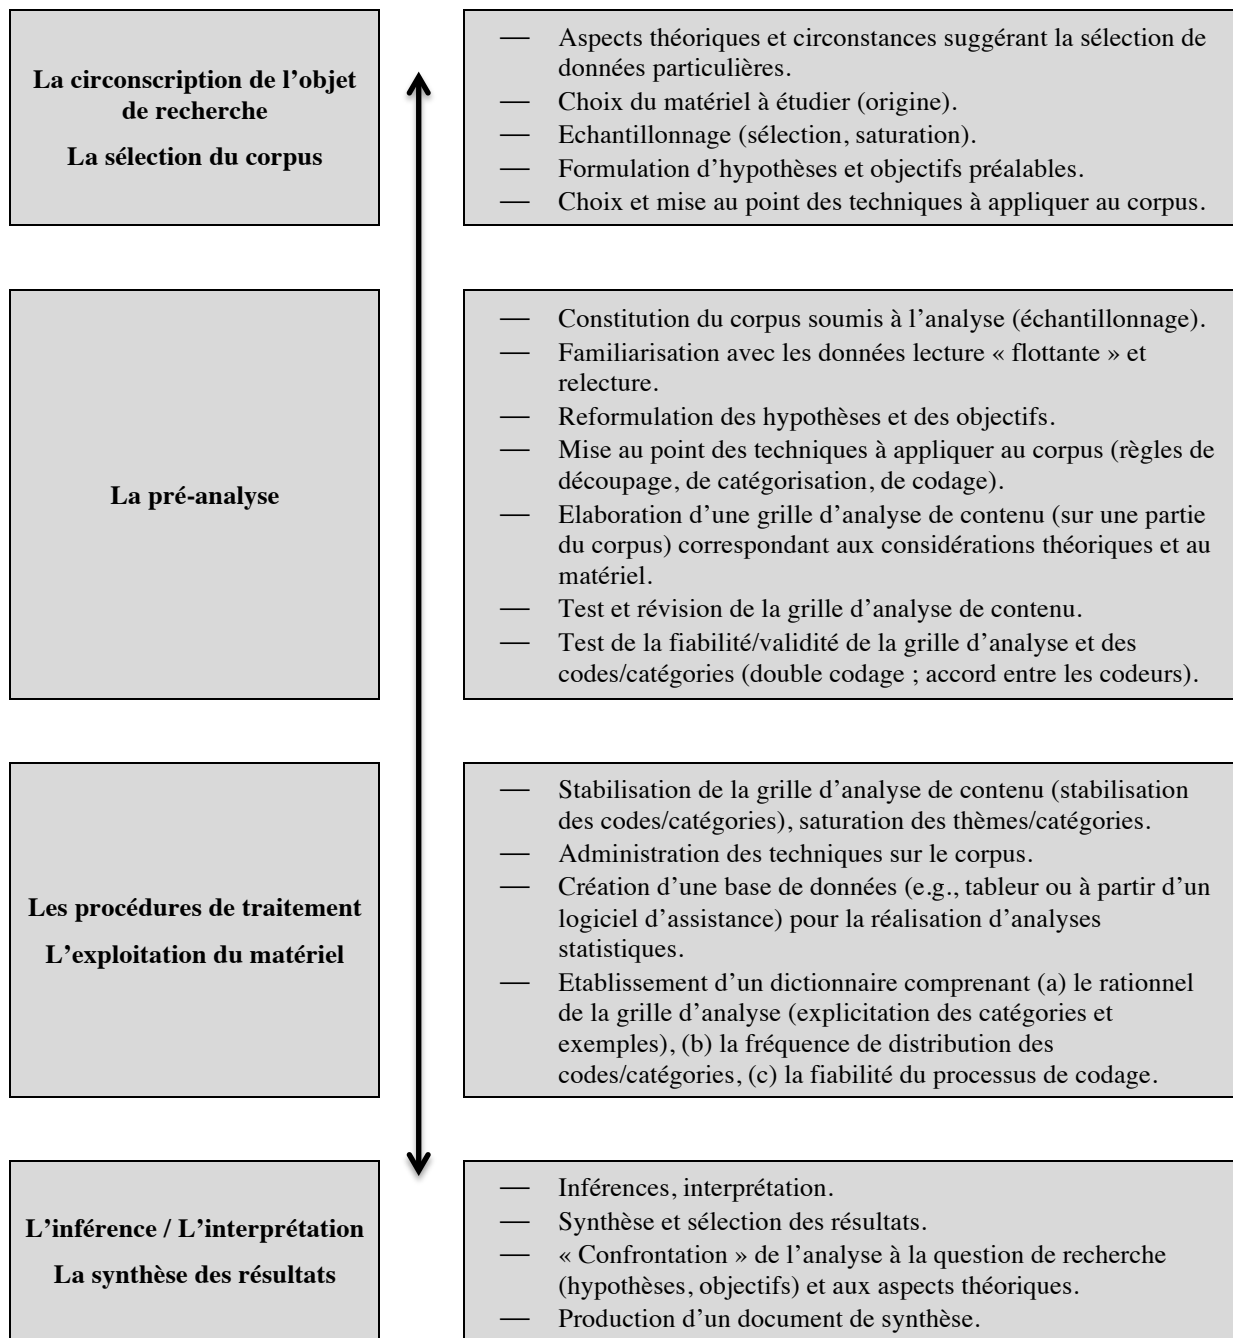 La circonscription de l’objet
de recherche
La sélection du corpus
— Aspects théoriques et circonstances suggérant la sélection de
données particulières.
— Choix du matériel à étudier (origine).
— Echantillonnage (sélection, saturation).
— Formulation d’hypothèses et objectifs préalables.
— Choix et mise au point des techniques à appliquer au corpus.
La pré-analyse
— Constitution du corpus soumis à l’analyse (échantillonnage).
— Familiarisation avec les données lecture « flottante » et
relecture.
— Reformulation des hypothèses et des objectifs.
— Mise au point des techniques à appliquer au corpus (règles de
découpage, de catégorisation, de codage).
— Elaboration d’une grille d’analyse de contenu (sur une partie
du corpus) correspondant aux considérations théoriques et au
matériel.
— Test et révision de la grille d’analyse de contenu.
— Test de la fiabilité/validité de la grille d’analyse et des
codes/catégories (double codage ; accord entre les codeurs).
Les procédures de traitement
L’exploitation du matériel
— Stabilisation de la grille d’analyse de contenu (stabilisation
des codes/catégories), saturation des thèmes/catégories.
— Administration des techniques sur le corpus.
— Création d’une base de données (e.g., tableur ou à partir d’un
logiciel d’assistance) pour la réalisation d’analyses
statistiques.
— Etablissement d’un dictionnaire comprenant (a) le rationnel
de la grille d’analyse (explicitation des catégories et
exemples), (b) la fréquence de distribution des
codes/catégories, (c) la fiabilité du processus de codage.
L’inférence / L’interprétation
La synthèse des résultats
— Inférences, interprétation.
— Synthèse et sélection des résultats.
— « Confrontation » de l’analyse à la question de recherche
(hypothèses, objectifs) et aux aspects théoriques.
— Production d’un document de synthèse.